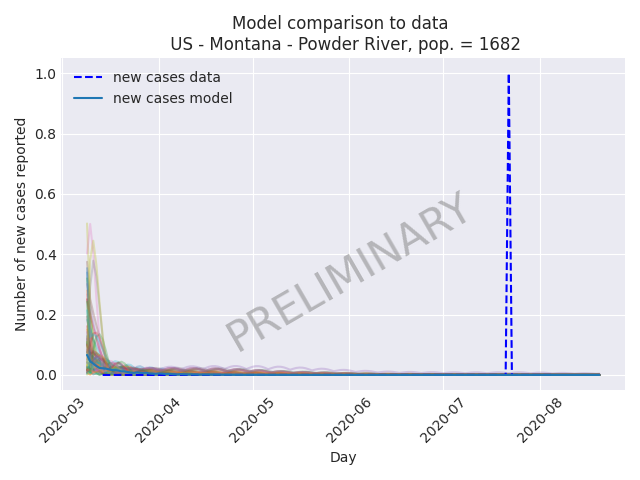 Model comparison to data
US - Montana - Powder River, pop. = 1682
new cases data
new cases model
Number of new cases reported
1.0
0.8
0.6
0.4
0.2
0.0
PRELIMINARY
2020-03
2020-04
2020-05
2020-06
2020-07
2020-08
Day